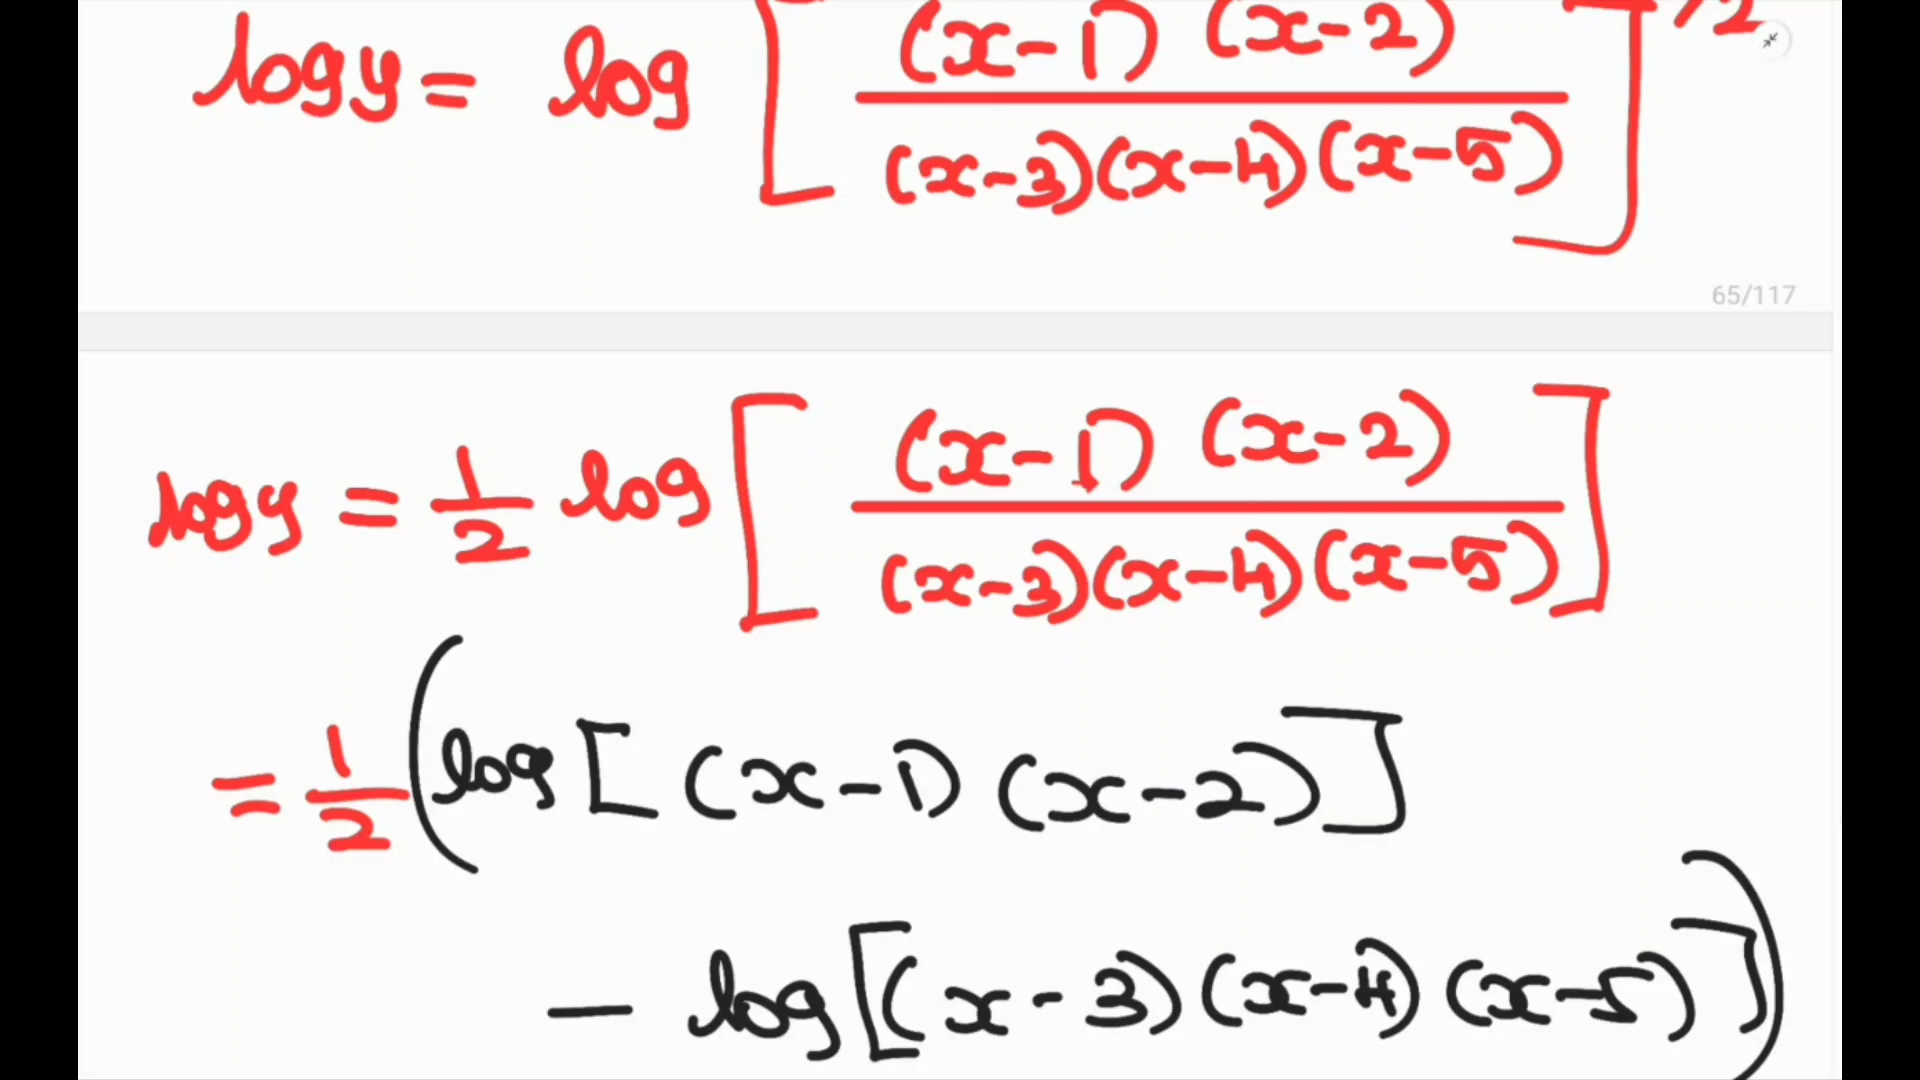 log y = log [ (x-1) (x-2) / (x-3)(x-4)(x-5) ]^1/2
65/117
log y = 1/2 log [ (x-1) (x-2) / (x-3)(x-4)(x-5) ]
= 1/2 ( log [ (x-1) (x-2) ]
- log [ (x-3) (x-4) (x-5) ] )